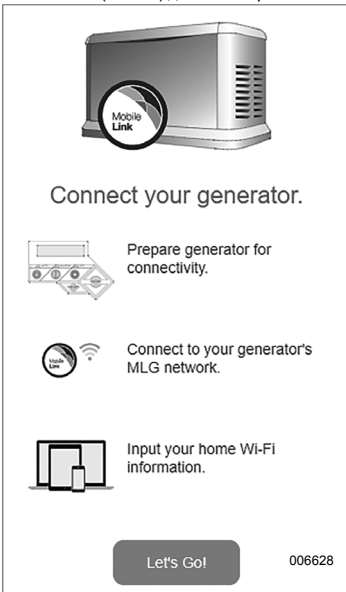 Mobile
Link
Connect your generator.
Prepare generator for
connectivity.
Mobile
Link
Connect to your generator's
MLG network.
Input your home Wi-Fi
information.
Let's Go!
006628